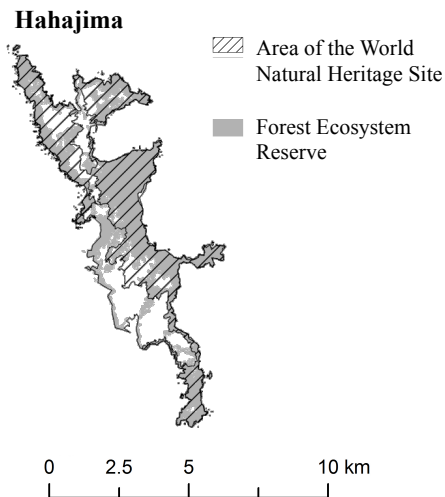 Hahajima
Area of the World
Natural Heritage Site
Forest Ecosystem
Reserve
0 2.5 5 10 km